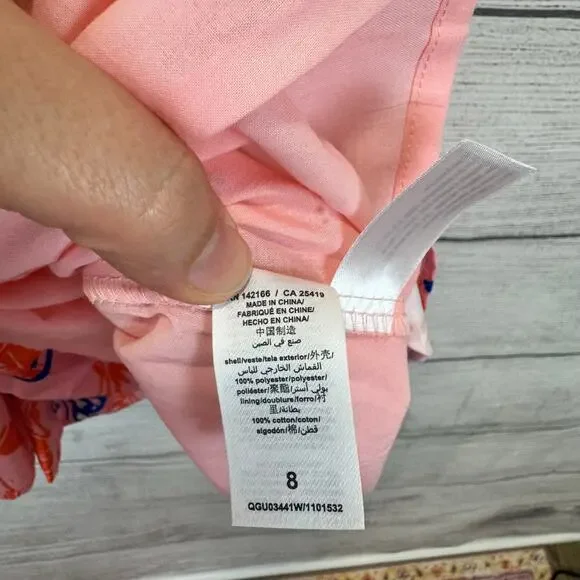 142166 / CA 25419
MADE IN CHINA/
FABRIQUÉ EN CHINE/
HECHO EN CHINA/
中国制造/
صنع في الصين
shell/veste/tela exterior/外壳/
القماش الخارجي للباس
100% polyester/polyester/
poliéster/聚酯/بولي أستر/
lining/doublure/forro/衬
里/بطانة
100% cotton/coton/
algodón/棉/قطن
8
QGU03441W/1101532